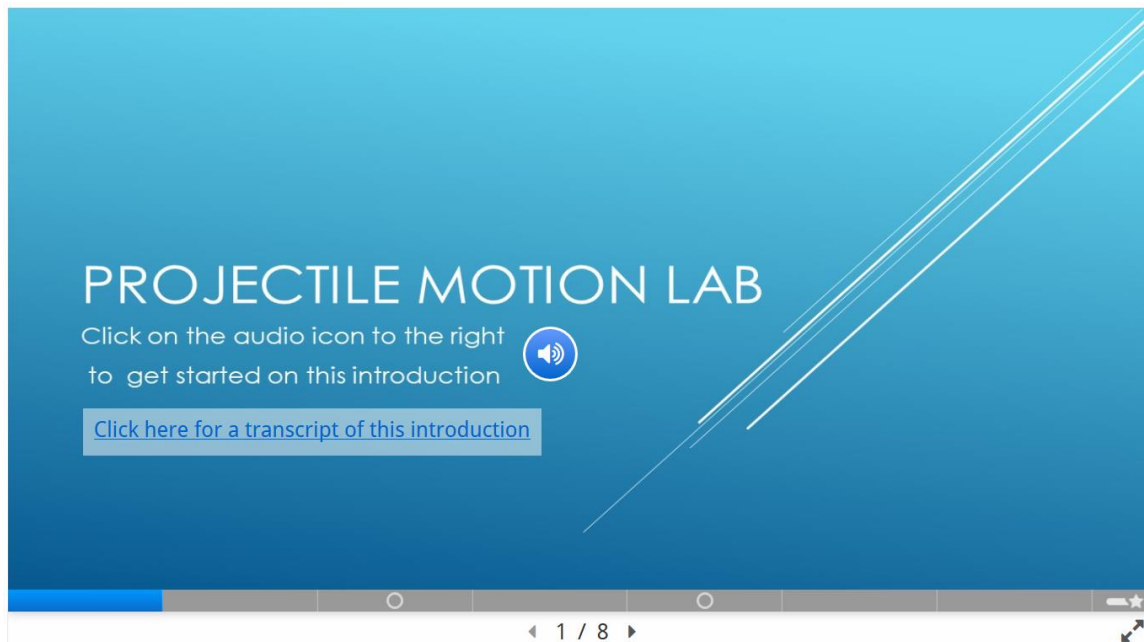 PROJECTILE MOTION LAB
Click on the audio icon to the right
to get started on this introduction
Click here for a transcript of this introduction
1 / 8